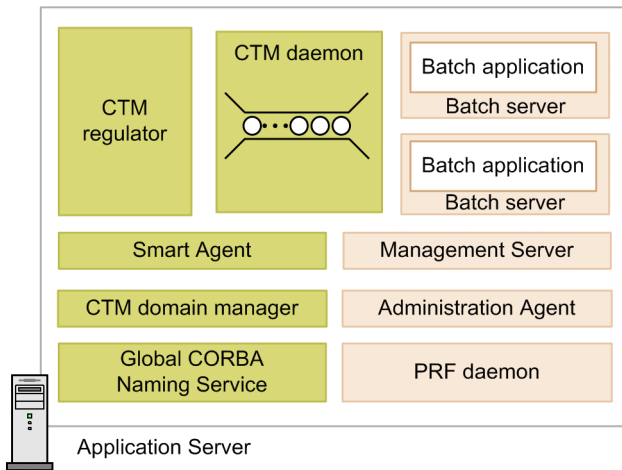 CTM
regulator
CTM daemon
Batch application
Batch server
Batch application
Batch server
Smart Agent
Management Server
CTM domain manager
Administration Agent
Global CORBA
Naming Service
PRF daemon
Application Server